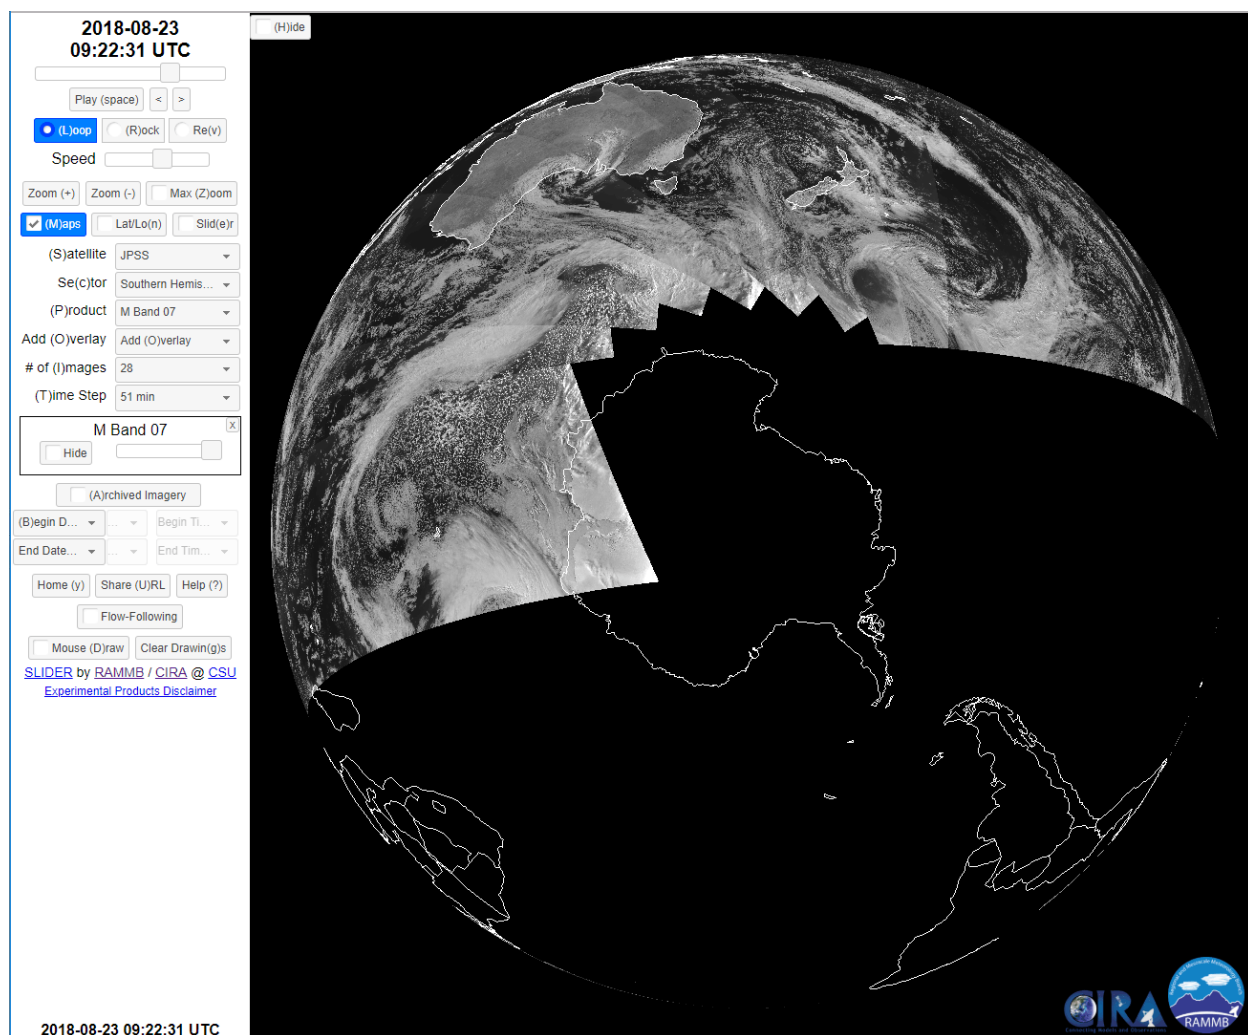 2018-08-23
09:22:31 UTC
(H)ide
Play (space) < >
(L)oop (R)ock Re(v)
Speed
Zoom (+) Zoom (-) Max (Z)oom
(M)aps Lat/Lo(n) Slid(e)r
(S)atellite JPSS
Se(c)tor Southern Hemis...
(P)roduct M Band 07
Add (O)verlay Add (O)verlay
# of (I)mages 28
(T)ime Step 51 min
M Band 07 X
Hide
(A)rchived Imagery
(B)egin D... ... Begin Ti...
End Date... ... End Tim...
Home (y) Share (U)RL Help (?)
Flow-Following
Mouse (D)raw Clear Drawin(g)s
SLIDER by RAMMB / CIRA @ CSU
Experimental Products Disclaimer
2018-08-23 09:22:31 UTC
CIRA
RAMMB